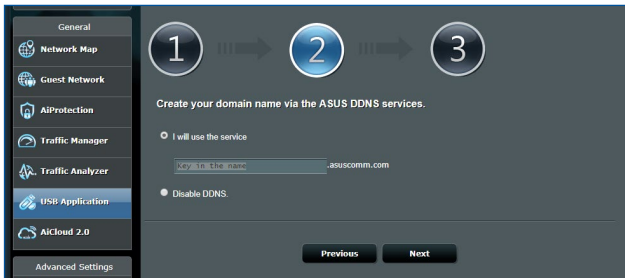 General
Network Map
Guest Network
AiProtection
Traffic Manager
Traffic Analyzer
USB Application
AiCloud 2.0
Advanced Settings
1 2 3
Create your domain name via the ASUS DDNS services.
I will use the service
Key in the name .asuscomm.com
Disable DDNS.
Previous Next